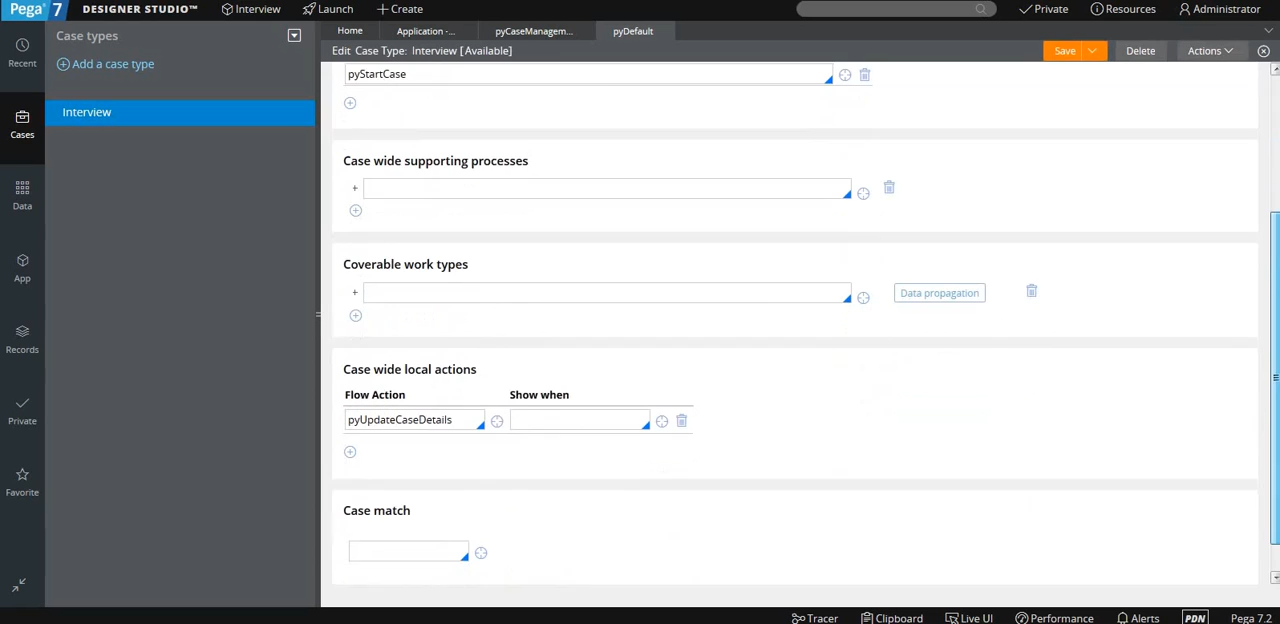 Pega 7 DESIGNER STUDIO™ Interview Launch Create Private Resources Administrator
Recent
Cases
Data
App
Records
Private
Favorite
Case types
Add a case type
Interview
Home Application -... pyCaseManagem... pyDefault
Edit Case Type: Interview [Available] Save Delete Actions
pyStartCase
Case wide supporting processes
+
Coverable work types
+ Data propagation
Case wide local actions
Flow Action Show when
pyUpdateCaseDetails
Case match
Tracer Clipboard Live UI Performance Alerts PDN Pega 7.2